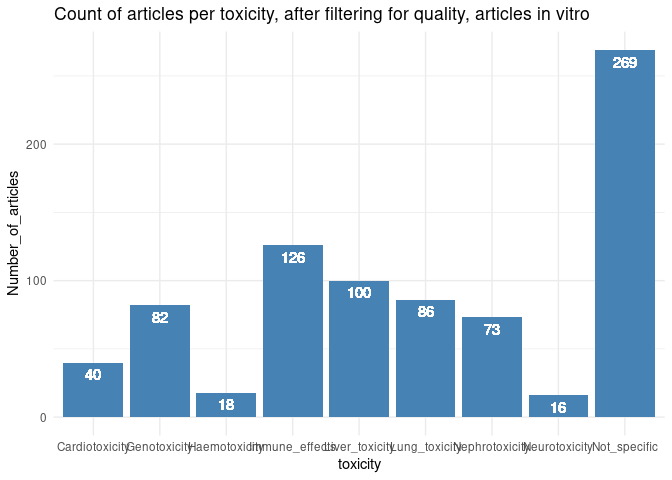 Count of articles per toxicity, after filtering for quality, articles in vitro
Number_of_articles
200
100
0
40
82
18
126
100
86
73
16
269
Cardiotoxicity
Genotoxicity
Haemotoxicity
Immune_effects
Liver_toxicity
Lung_toxicity
Nephrotoxicity
Neurotoxicity
Not_specific
toxicity